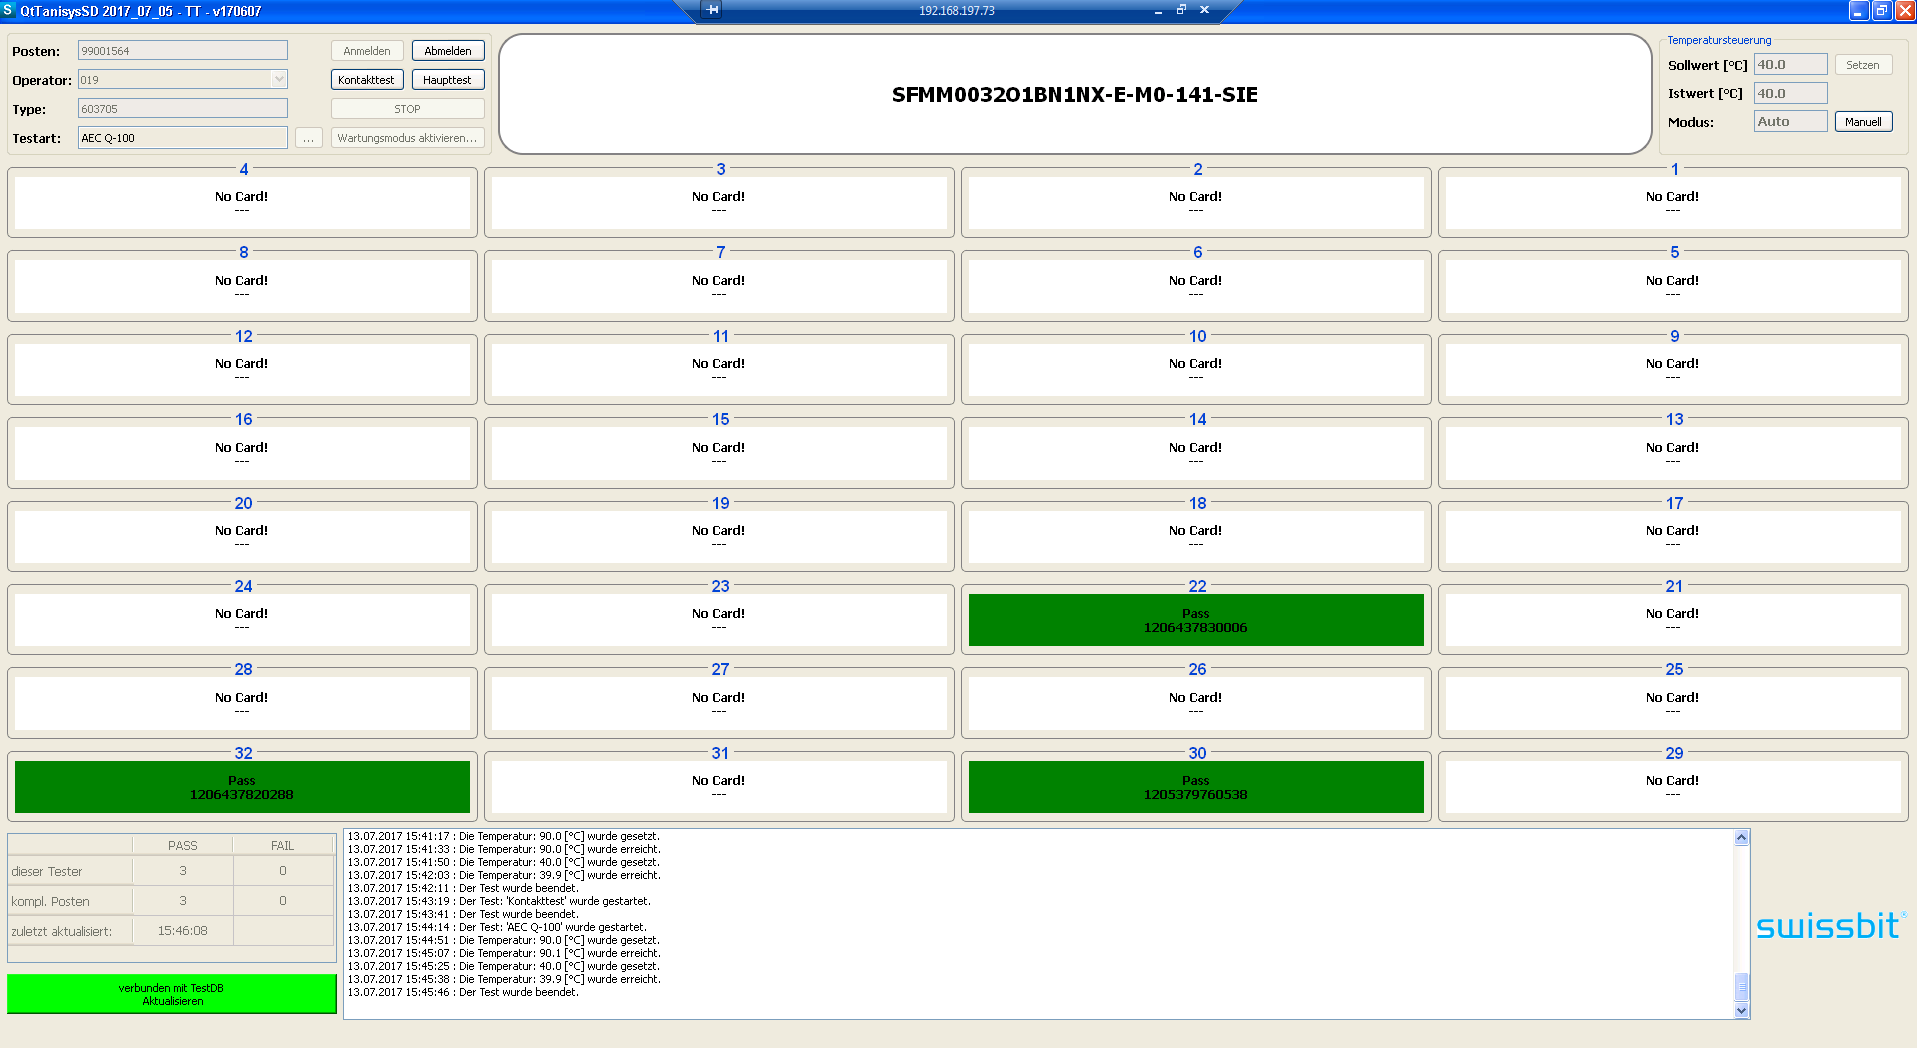 S QtTanisysSD 2017_07_05 - TT - v170607
192.168.197.73
Posten: 99001564 Anmelden Abmelden
Operator: 019 Kontakttest Haupttest
Type: 603705 STOP
Testart: AEC Q-100 ... Wartungsmodus aktivieren...
SFMM0032O1BN1NX-E-M0-141-SIE
Temperatursteuerung
Sollwert [°C] 40.0 Setzen
Istwert [°C] 40.0
Modus: Auto Manuell
4 3 2 1
No Card! No Card! No Card! No Card!
--- --- --- ---
8 7 6 5
No Card! No Card! No Card! No Card!
--- --- --- ---
12 11 10 9
No Card! No Card! No Card! No Card!
--- --- --- ---
16 15 14 13
No Card! No Card! No Card! No Card!
--- --- --- ---
20 19 18 17
No Card! No Card! No Card! No Card!
--- --- --- ---
24 23 22 21
No Card! No Card! Pass No Card!
--- --- 1206437830006 ---
28 27 26 25
No Card! No Card! No Card! No Card!
--- --- --- ---
32 31 30 29
Pass No Card! Pass No Card!
1206437820288 --- 1205379760538 ---
PASS FAIL
dieser Tester 3 0
kompl. Posten 3 0
zuletzt aktualisiert: 15:46:08
verbunden mit TestDB
Aktualisieren
13.07.2017 15:41:17 : Die Temperatur: 90.0 [°C] wurde gesetzt.
13.07.2017 15:41:33 : Die Temperatur: 90.0 [°C] wurde erreicht.
13.07.2017 15:41:50 : Die Temperatur: 40.0 [°C] wurde gesetzt.
13.07.2017 15:42:03 : Die Temperatur: 39.9 [°C] wurde erreicht.
13.07.2017 15:42:11 : Der Test wurde beendet.
13.07.2017 15:43:19 : Der Test: 'Kontakttest' wurde gestartet.
13.07.2017 15:43:41 : Der Test wurde beendet.
13.07.2017 15:44:14 : Der Test: 'AEC Q-100' wurde gestartet.
13.07.2017 15:44:51 : Die Temperatur: 90.0 [°C] wurde gesetzt.
13.07.2017 15:45:07 : Die Temperatur: 90.1 [°C] wurde erreicht.
13.07.2017 15:45:25 : Die Temperatur: 40.0 [°C] wurde gesetzt.
13.07.2017 15:45:38 : Die Temperatur: 39.9 [°C] wurde erreicht.
13.07.2017 15:45:46 : Der Test wurde beendet.
swissbit®